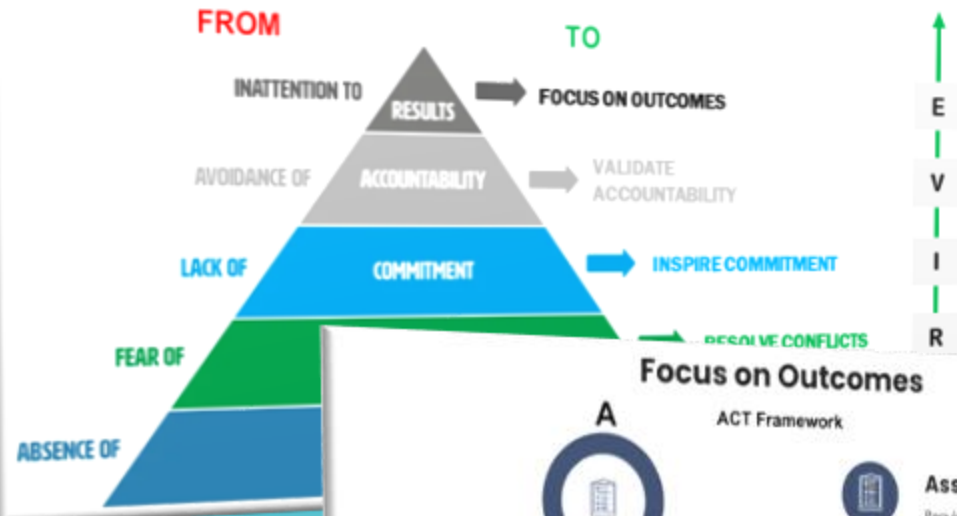 FROM
TO
INATTENTION TO
RESULTS
FOCUS ON OUTCOMES
E
AVOIDANCE OF
ACCOUNTABILITY
VALIDATE
ACCOUNTABILITY
V
LACK OF
COMMITMENT
INSPIRE COMMITMENT
I
FEAR OF
RESOLVE CONFLICTS
R
ABSENCE OF
Focus on Outcomes
ACT Framework
A
Ass